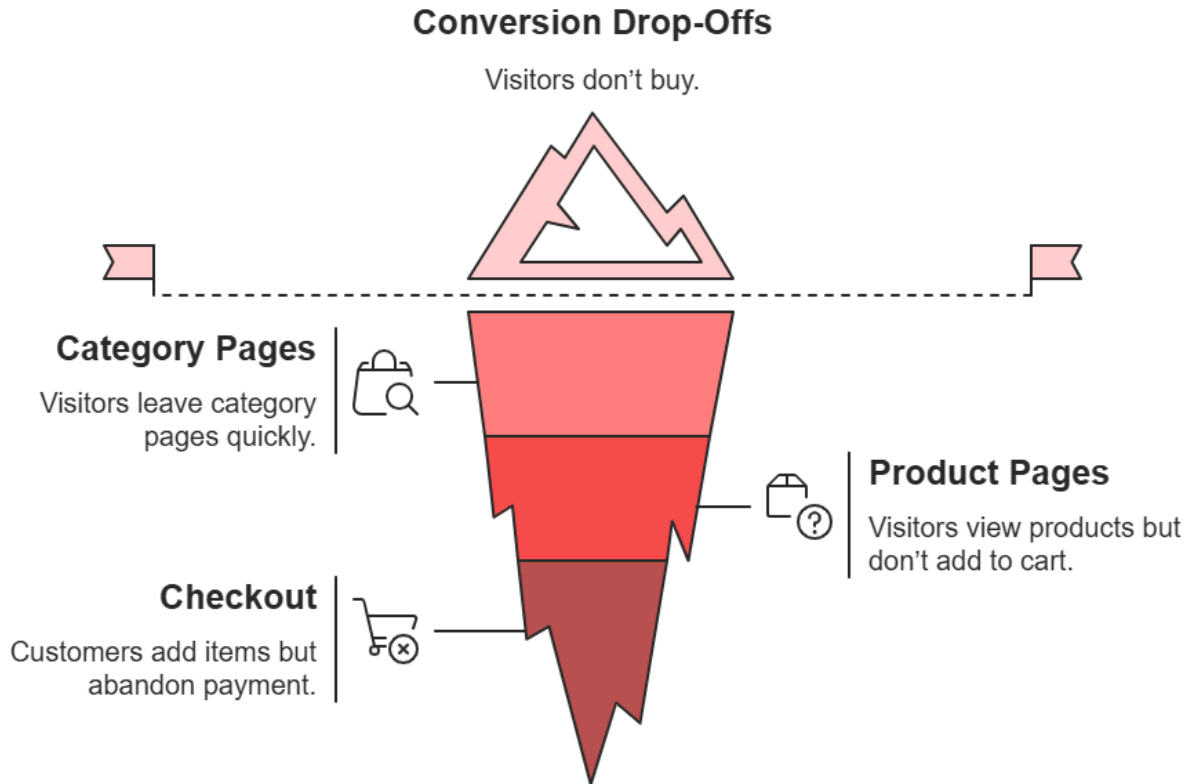 Conversion Drop-Offs
Visitors don’t buy.
Category Pages
Visitors leave category
pages quickly.
Product Pages
Visitors view products but
don’t add to cart.
Checkout
Customers add items but
abandon payment.